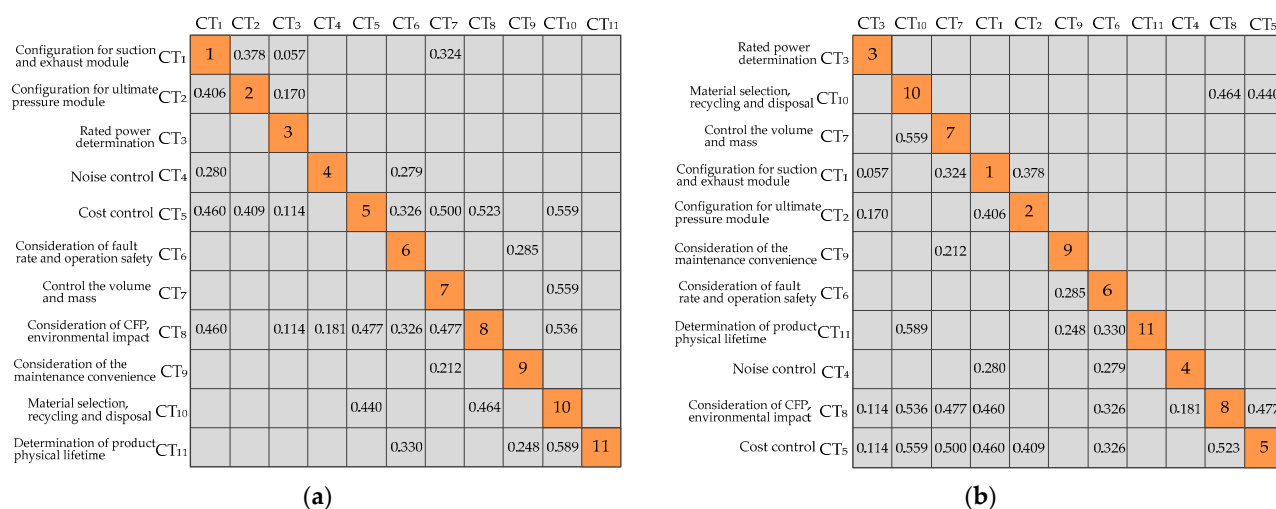 CT1 CT2 CT3 CT4 CT5 CT6 CT7 CT8 CT9 CT10 CT11
Configuration for suction
and exhaust module CT1 1 0.378 0.057 0.324
Configuration for ultimate
pressure module CT2 0.406 2 0.170
Rated power
determination CT3 3
Noise control CT4 0.280 4 0.279
Cost control CT5 0.460 0.409 0.114 5 0.326 0.500 0.523 0.559
Consideration of fault
rate and operation safety CT6 6 0.285
Control the volume
and mass CT7 7 0.559
Consideration of CFP,
environmental impact CT8 0.460 0.114 0.181 0.477 0.326 0.477 8 0.536
Consideration of the
maintenance convenience CT9 0.212 9
Material selection,
recycling and disposal CT10 0.440 0.464 10
Determination of product
physical lifetime CT11 0.330 0.248 0.589 11
(a)
CT3 CT10 CT7 CT1 CT2 CT9 CT6 CT11 CT4 CT8 CT5
Rated power
determination CT3 3
Material selection,
recycling and disposal CT10 10 0.464 0.440
Control the volume
and mass CT7 0.559 7
Configuration for suction
and exhaust module CT1 0.057 0.324 1 0.378
Configuration for ultimate
pressure module CT2 0.170 0.406 2
Consideration of the
maintenance convenience CT9 0.212 9
Consideration of fault
rate and operation safety CT6 0.285 6
Determination of product
physical lifetime CT11 0.589 0.248 0.330 11
Noise control CT4 0.280 0.279 4
Consideration of CFP,
environmental impact CT8 0.114 0.536 0.477 0.460 0.326 0.181 8 0.477
Cost control CT5 0.114 0.559 0.500 0.460 0.409 0.326 0.523 5
(b)